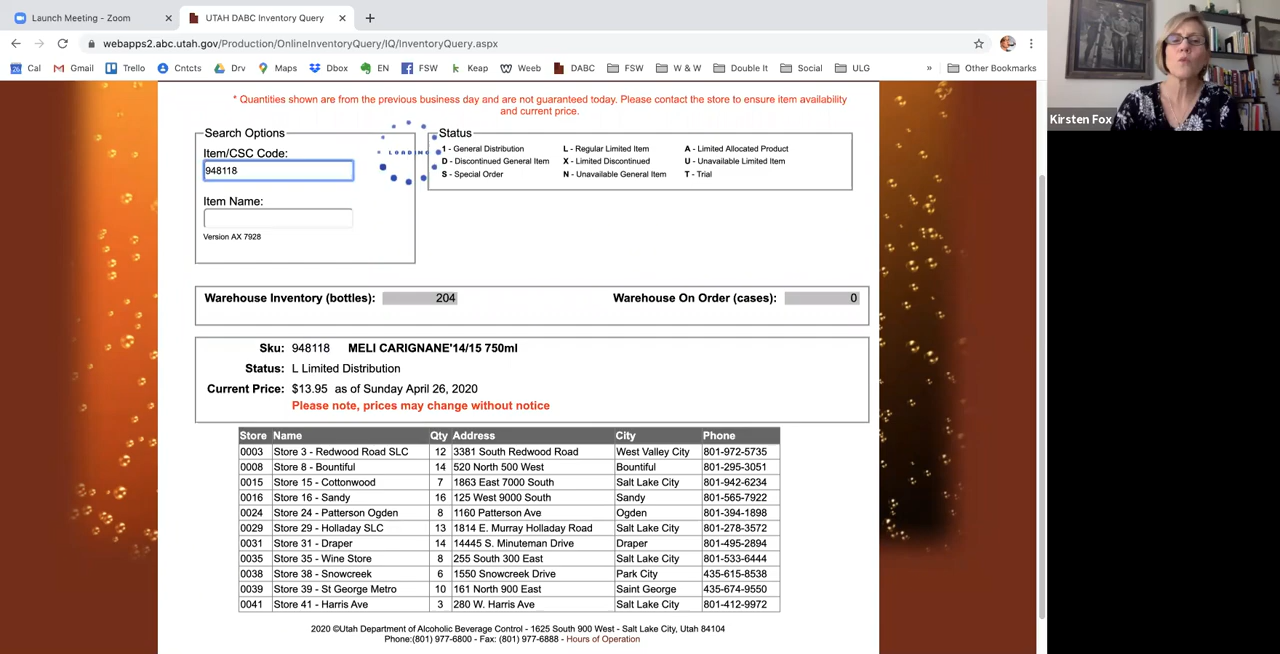 Launch Meeting - Zoom
UTAH DABC Inventory Query
webapps2.abc.utah.gov/Production/OnlineInventoryQuery/IQ/InventoryQuery.aspx
26 Cal Gmail Trello Cntcts Drv Maps Dbox EN FSW Keap Weeb DABC FSW W & W Double It Social ULG » Other Bookmarks
* Quantities shown are from the previous business day and are not guaranteed today. Please contact the store to ensure item availability
and current price.
Search Options
Item/CSC Code:
948118
Item Name:
Version AX 7928
LOADING
Status
1 - General Distribution L - Regular Limited Item A - Limited Allocated Product
D - Discontinued General Item X - Limited Discontinued U - Unavailable Limited Item
S - Special Order N - Unavailable General Item T - Trial
Warehouse Inventory (bottles): 204 Warehouse On Order (cases): 0
Sku: 948118 MELI CARIGNANE'14/15 750ml
Status: L Limited Distribution
Current Price: $13.95 as of Sunday April 26, 2020
Please note, prices may change without notice
Store Name Qty Address City Phone
0003 Store 3 - Redwood Road SLC 12 3381 South Redwood Road West Valley City 801-972-5735
0008 Store 8 - Bountiful 14 520 North 500 West Bountiful 801-295-3051
0015 Store 15 - Cottonwood 7 1863 East 7000 South Salt Lake City 801-942-6234
0016 Store 16 - Sandy 16 125 West 9000 South Sandy 801-565-7922
0024 Store 24 - Patterson Ogden 8 1160 Patterson Ave Ogden 801-394-1898
0029 Store 29 - Holladay SLC 13 1814 E. Murray Holladay Road Salt Lake City 801-278-3572
0031 Store 31 - Draper 14 14445 S. Minuteman Drive Draper 801-495-2894
0035 Store 35 - Wine Store 8 255 South 300 East Salt Lake City 801-533-6444
0038 Store 38 - Snowcreek 6 1550 Snowcreek Drive Park City 435-615-8538
0039 Store 39 - St George Metro 10 161 North 900 East Saint George 435-674-9550
0041 Store 41 - Harris Ave 3 280 W. Harris Ave Salt Lake City 801-412-9972
2020 ©Utah Department of Alcoholic Beverage Control - 1625 South 900 West - Salt Lake City, Utah 84104
Phone:(801) 977-6800 - Fax: (801) 977-6888 - Hours of Operation
Kirsten Fox